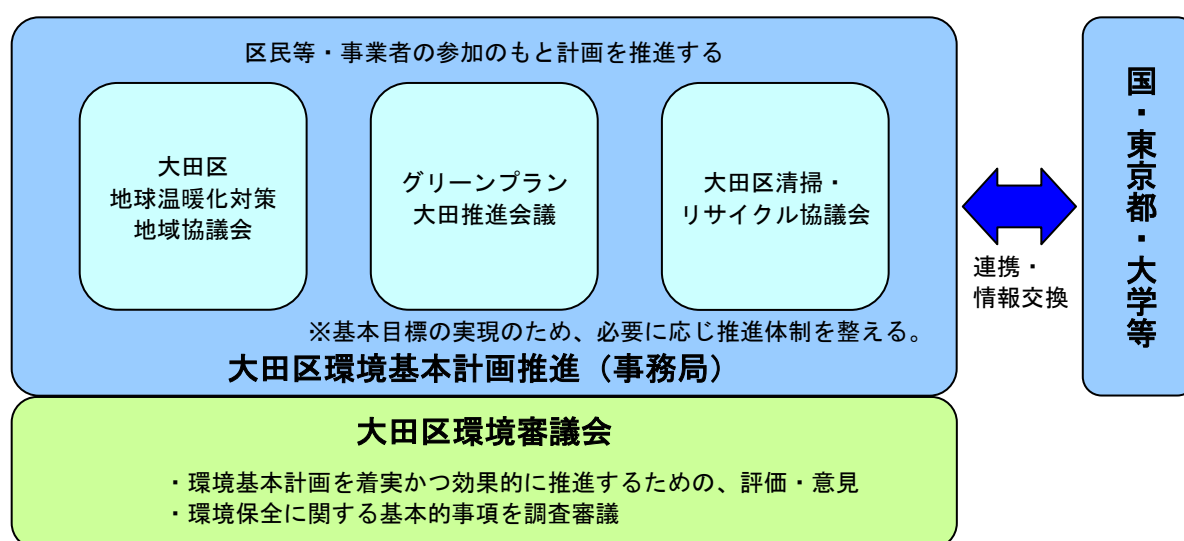 区民等・事業者の参加のもと計画を推進する
大田区
地球温暖化対策
地域協議会
グリーンプラン
大田推進会議
大田区清掃・
リサイクル協議会
※基本目標の実現のため、必要に応じ推進体制を整える。
大田区環境基本計画推進（事務局）
連携・
情報交換
国・東京都・大学等
大田区環境審議会
・環境基本計画を着実かつ効果的に推進するための、評価・意見
・環境保全に関する基本的事項を調査審議